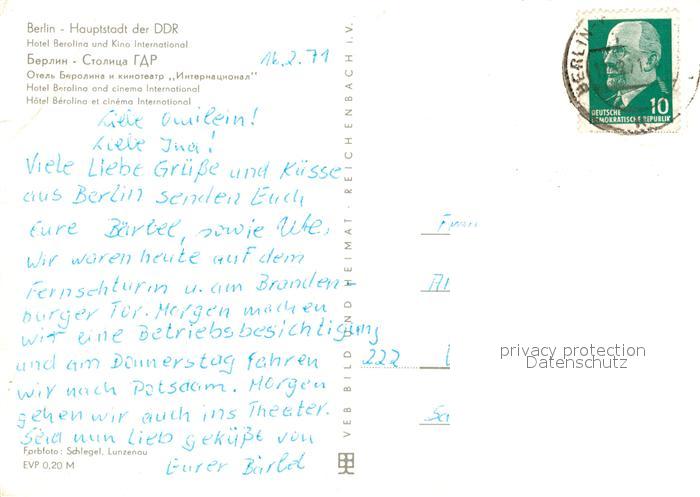 Berlin - Hauptstadt der DDR
Hotel Berolina und Kino International
Берлин - Столица ГДР
Отель Беролина и кинотеатр „Интернационал"
Hotel Berolina and cinema International
Hôtel Bérolina et cinéma International
16.2.71
Liebe Omilein!
Liebe Ina!
Viele Liebe Grüße und Küsse
aus Berlin senden Euch
Eure Bärbel, sowie Ute.
Wir waren heute auf dem
Fernsehturm u. am Branden-
burger Tor. Morgen machen
wir eine Betriebsbesichtigung
und am Donnerstag fahren
wir nach Potsdam. Morgen
gehen wir auch ins Theater.
Seid nun lieb geküßt von
Eurer Bärbel
Farbfoto: Schlegel, Lunzenau
EVP 0,20 M
VEB BILD UND HEIMAT · REICHENBACH I. V.
BERLIN
10
DEUTSCHE
DEMOKRATISCHE REPUBLIK
222
privacy protection
Datenschutz